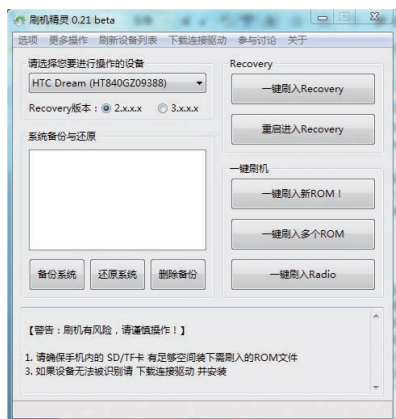 刷机精灵 0.21 beta
选项 更多操作 刷新设备列表 下载连接驱动 参与讨论 关于
请选择您要进行操作的设备
HTC Dream (HT840GZ09388)
Recovery版本： 2.x.x.x 3.x.x.x
系统备份与还原
备份系统 还原系统 删除备份
Recovery
一键刷入Recovery
重启进入Recovery
一键刷机
一键刷入新ROM！
一键刷入多个ROM
一键刷入Radio
【警告：刷机有风险，请谨慎操作！】
1. 请确保手机内的 SD/TF卡 有足够空间装下需刷入的ROM文件
3. 如果设备无法被识别请 下载连接驱动 并安装